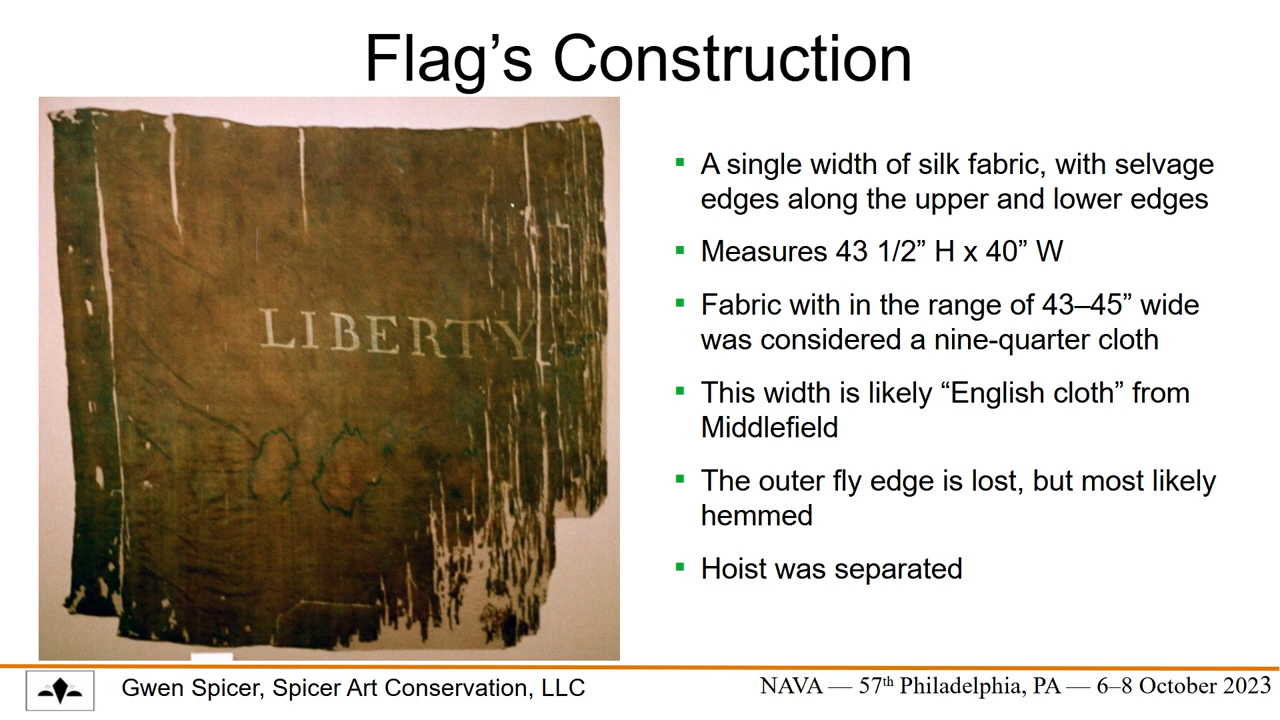 Flag’s Construction
LIBERTY
▪ A single width of silk fabric, with selvage
edges along the upper and lower edges
▪ Measures 43 1/2” H x 40” W
▪ Fabric with in the range of 43–45” wide
was considered a nine-quarter cloth
▪ This width is likely “English cloth” from
Middlefield
▪ The outer fly edge is lost, but most likely
hemmed
▪ Hoist was separated
Gwen Spicer, Spicer Art Conservation, LLC
NAVA — 57th Philadelphia, PA — 6–8 October 2023